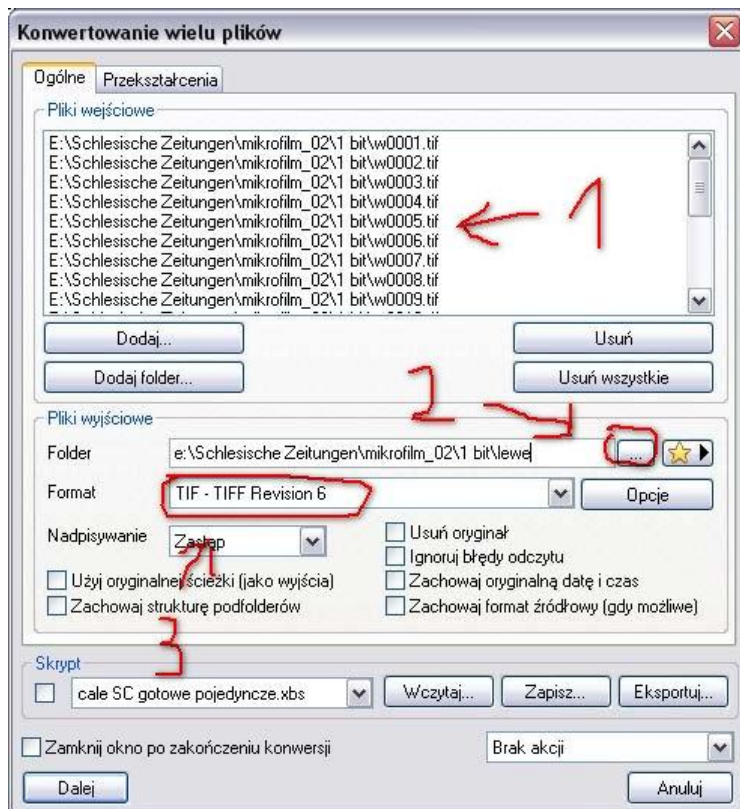 Konwertowanie wielu plików
Ogólne Przekształcenia
Pliki wejściowe
E:\Schlesische Zeitungen\mikrofilm_02\1 bit\w0001.tif
E:\Schlesische Zeitungen\mikrofilm_02\1 bit\w0002.tif
E:\Schlesische Zeitungen\mikrofilm_02\1 bit\w0003.tif
E:\Schlesische Zeitungen\mikrofilm_02\1 bit\w0004.tif
E:\Schlesische Zeitungen\mikrofilm_02\1 bit\w0005.tif
E:\Schlesische Zeitungen\mikrofilm_02\1 bit\w0006.tif
E:\Schlesische Zeitungen\mikrofilm_02\1 bit\w0007.tif
E:\Schlesische Zeitungen\mikrofilm_02\1 bit\w0008.tif
E:\Schlesische Zeitungen\mikrofilm_02\1 bit\w0009.tif
1
Dodaj... Usuń
Dodaj folder... Usuń wszystkie
2
Pliki wyjściowe
Folder e:\Schlesische Zeitungen\mikrofilm_02\1 bit\lewe ...
Format TIF - TIFF Revision 6 Opcje
Nadpisywanie Zastąp
Usuń oryginał
Ignoruj błędy odczytu
Użyj oryginalnej ścieżki (jako wyjścia) Zachowaj oryginalną datę i czas
Zachowaj strukturę podfolderów Zachowaj format źródłowy (gdy możliwe)
3
Skrypt
cale SC gotowe pojedyncze.xbs Wczytaj... Zapisz... Eksportuj...
Zamknij okno po zakończeniu konwersji Brak akcji
Dalej Anuluj